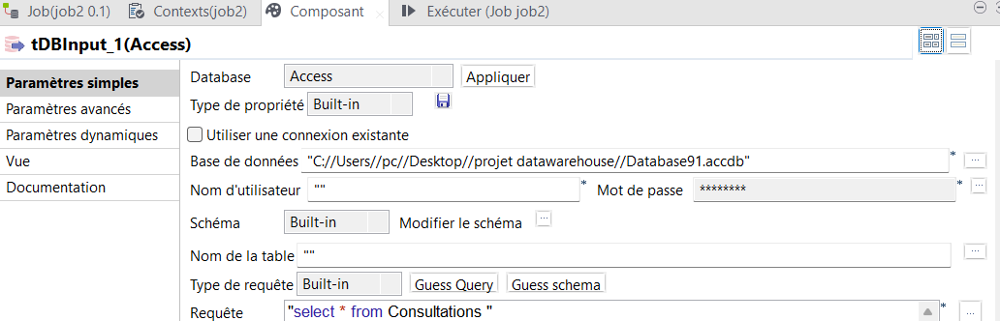 Job(job2 0.1) Contexts(job2) Composant Exécuter (Job job2)
tDBInput_1(Access)
Paramètres simples
Paramètres avancés
Paramètres dynamiques
Vue
Documentation
Database Access Appliquer
Type de propriété Built-in
Utiliser une connexion existante
Base de données "C://Users//pc//Desktop//projet datawarehouse//Database91.accdb" * ...
Nom d'utilisateur "" * Mot de passe ******** * ...
Schéma Built-in Modifier le schéma ...
Nom de la table "" ...
Type de requête Built-in Guess Query Guess schema
Requête "select * from Consultations " * ...